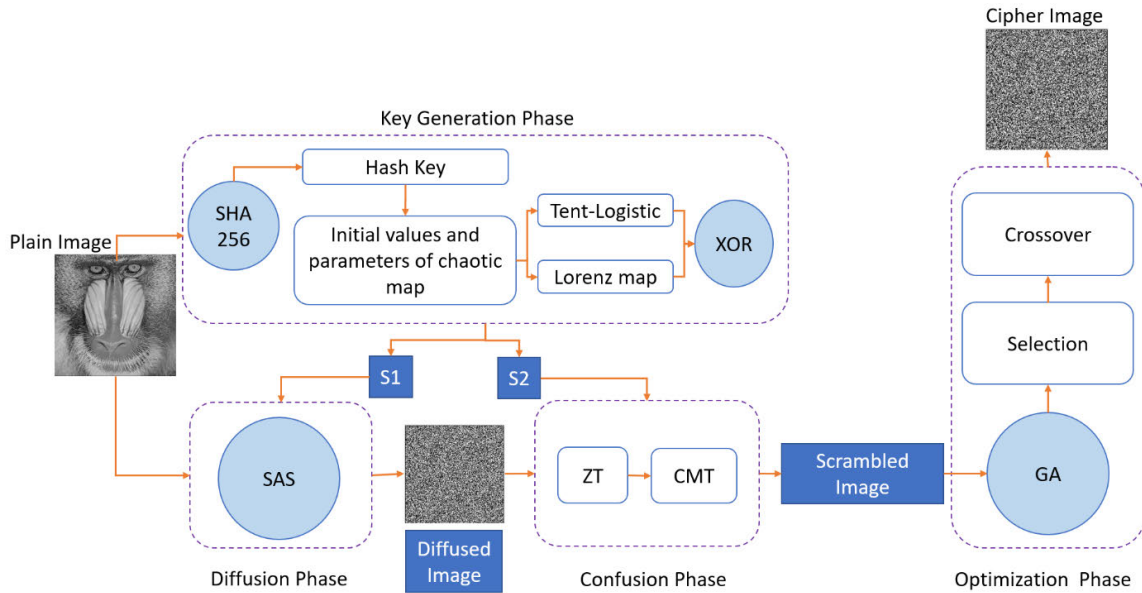 Cipher Image
Key Generation Phase
Hash Key
SHA
256
Tent-Logistic
Plain Image
Initial values and
parameters of chaotic
map
XOR
Lorenz map
Crossover
Selection
S1
S2
SAS
ZT
CMT
Scrambled
Image
GA
Diffused
Image
Diffusion Phase
Confusion Phase
Optimization Phase